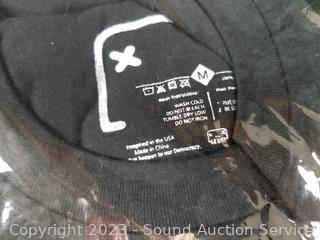 M
Wash Instructions:
WASH COLD
DO NOT BLEACH
TUMBLE DRY LOW
DO NOT IRON
Imagined in the USA
Made in China
happen to our Democracy.
Copyright 2023 - Sound Auction Service